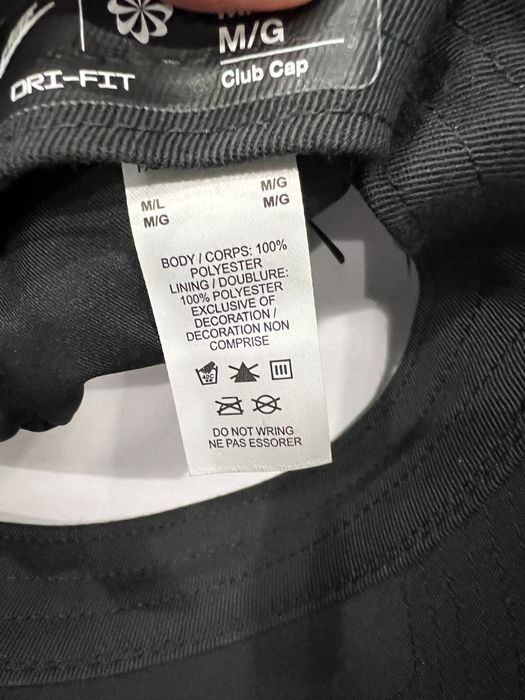 M/G
Club Cap
DRI-FIT
M/L M/G
M/G M/G
BODY / CORPS: 100%
POLYESTER
LINING / DOUBLURE:
100% POLYESTER
EXCLUSIVE OF
DECORATION /
DECORATION NON
COMPRISE
DO NOT WRING
NE PAS ESSORER